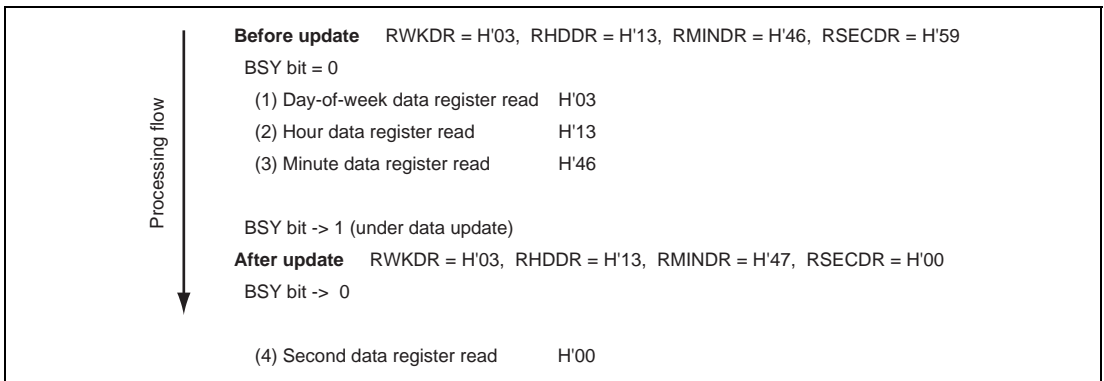 Processing flow
Before update RWKDR = H'03, RHDDR = H'13, RMINDR = H'46, RSECDR = H'59
BSY bit = 0
(1) Day-of-week data register read H'03
(2) Hour data register read H'13
(3) Minute data register read H'46
BSY bit -> 1 (under data update)
After update RWKDR = H'03, RHDDR = H'13, RMINDR = H'47, RSECDR = H'00
BSY bit -> 0
(4) Second data register read H'00